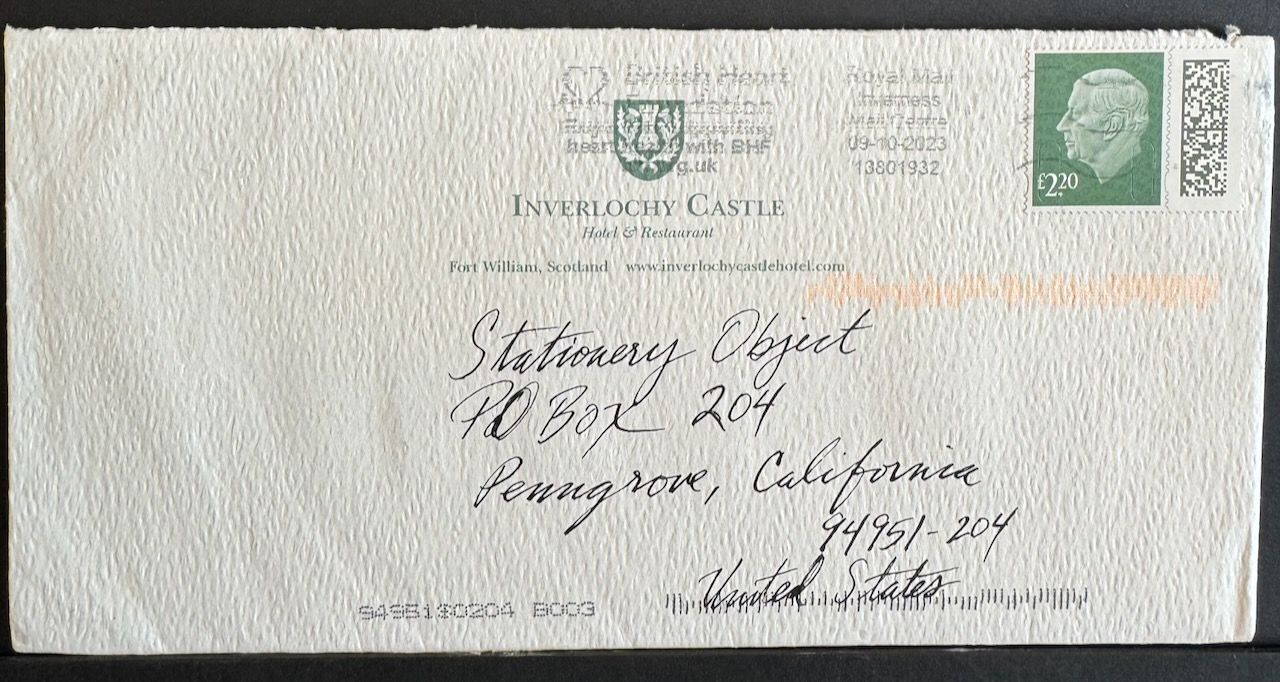 British Heart
Royal Mail
Inverness
Mail Centre
09-10-2023
13801932
heart with BHF
g.uk
£2.20
INVERLOCHY CASTLE
Hotel & Restaurant
Fort William, Scotland www.inverlochycastlehotel.com
Stationery Object
PO Box 204
Penngrove, California
94951-204
United States
B003